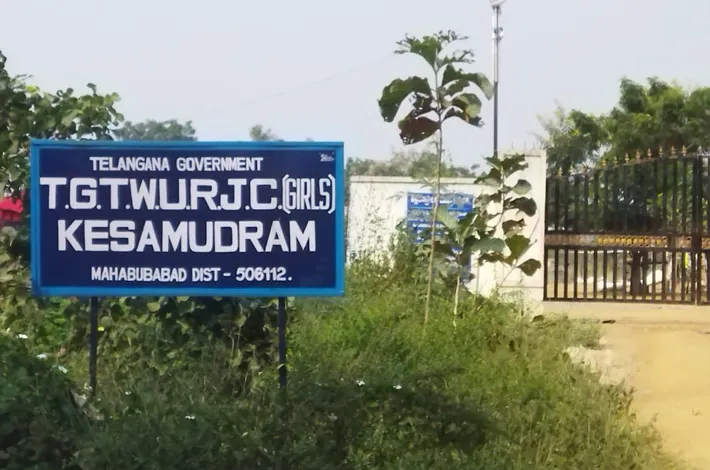 TELANGANA GOVERNMENT
T.G.T.W.U.R.J.C.(GIRLS)
KESAMUDRAM
MAHABUBABAD DIST - 506112.